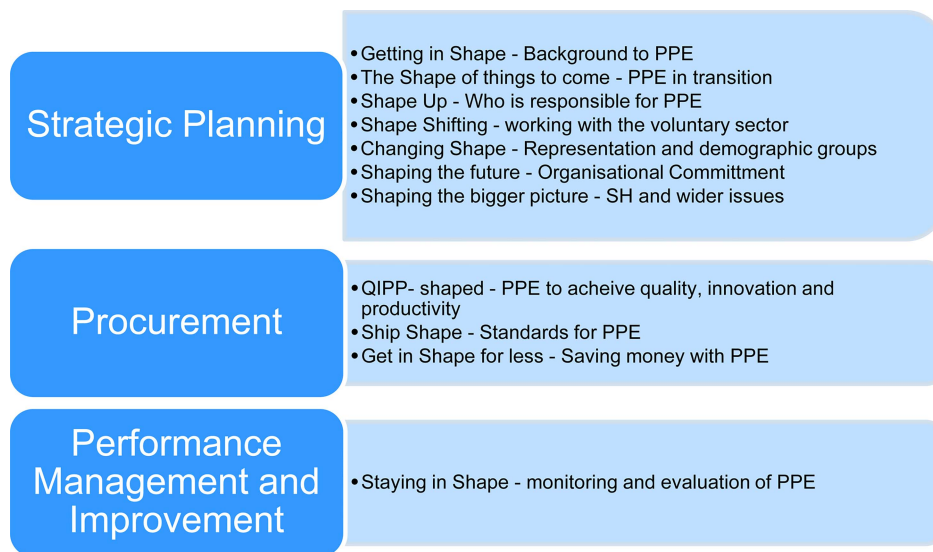 Strategic Planning
•Getting in Shape - Background to PPE
•The Shape of things to come - PPE in transition
•Shape Up - Who is responsible for PPE
•Shape Shifting - working with the voluntary sector
•Changing Shape - Representation and demographic groups
•Shaping the future - Organisational Committment
•Shaping the bigger picture - SH and wider issues
Procurement
•QIPP- shaped - PPE to acheive quality, innovation and
productivity
•Ship Shape - Standards for PPE
•Get in Shape for less - Saving money with PPE
Performance
Management and
Improvement
•Staying in Shape - monitoring and evaluation of PPE